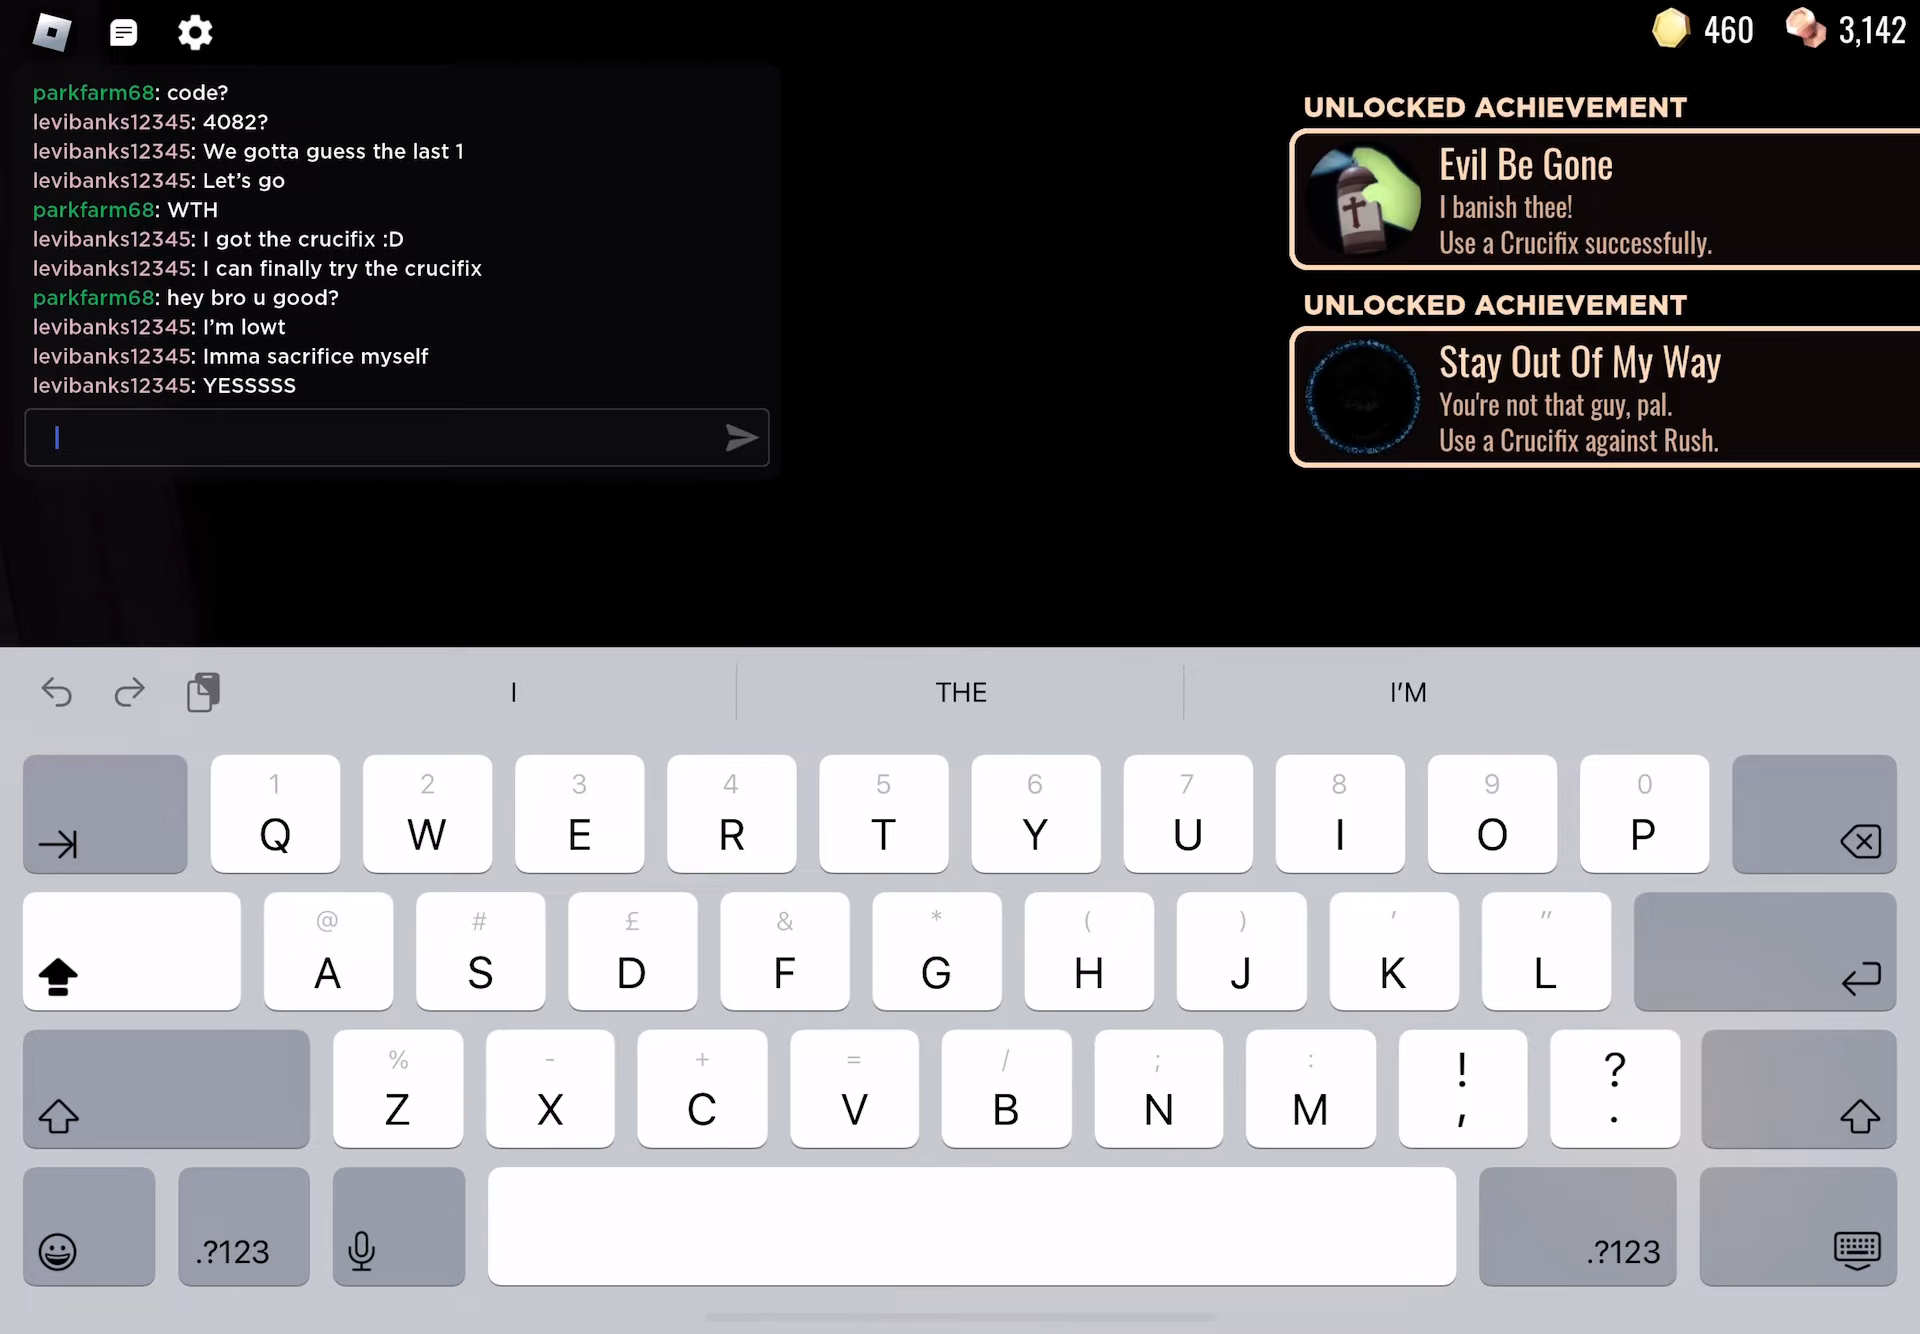 460 3,142
parkfarm68: code?
levibanks12345: 4082?
levibanks12345: We gotta guess the last 1
levibanks12345: Let’s go
parkfarm68: WTH
levibanks12345: I got the crucifix :D
levibanks12345: I can finally try the crucifix
parkfarm68: hey bro u good?
levibanks12345: I’m lowt
levibanks12345: Imma sacrifice myself
levibanks12345: YESSSSS
UNLOCKED ACHIEVEMENT
Evil Be Gone
I banish thee!
Use a Crucifix successfully.
UNLOCKED ACHIEVEMENT
Stay Out Of My Way
You're not that guy, pal.
Use a Crucifix against Rush.
I THE I’M
1 2 3 4 5 6 7 8 9 0
Q W E R T Y U I O P
@ # £ & * ( ) ' "
A S D F G H J K L
% - + = / ; : ! ?
Z X C V B N M , .
.?123 .?123